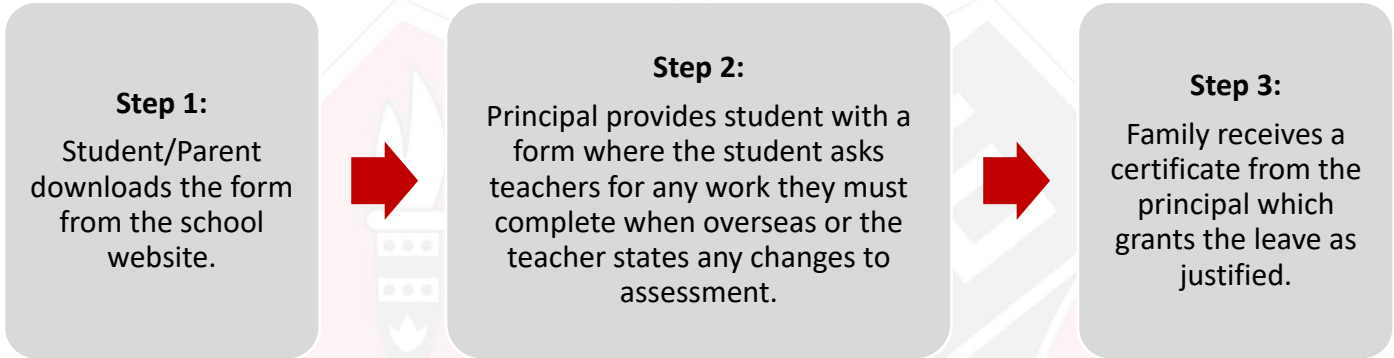 Step 1:
Student/Parent
downloads the form
from the school
website.
Step 2:
Principal provides student with a
form where the student asks
teachers for any work they must
complete when overseas or the
teacher states any changes to
assessment.
Step 3:
Family receives a
certificate from the
principal which
grants the leave as
justified.